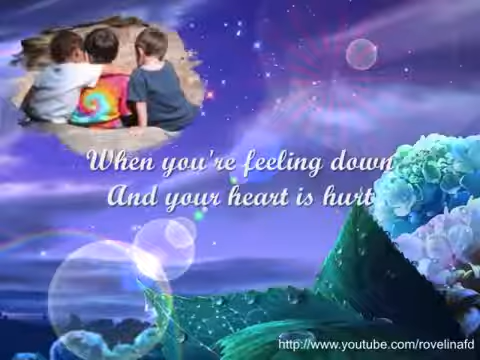 When you're feeling down
And your heart is hurt
http://www.youtube.com/rovelinafd